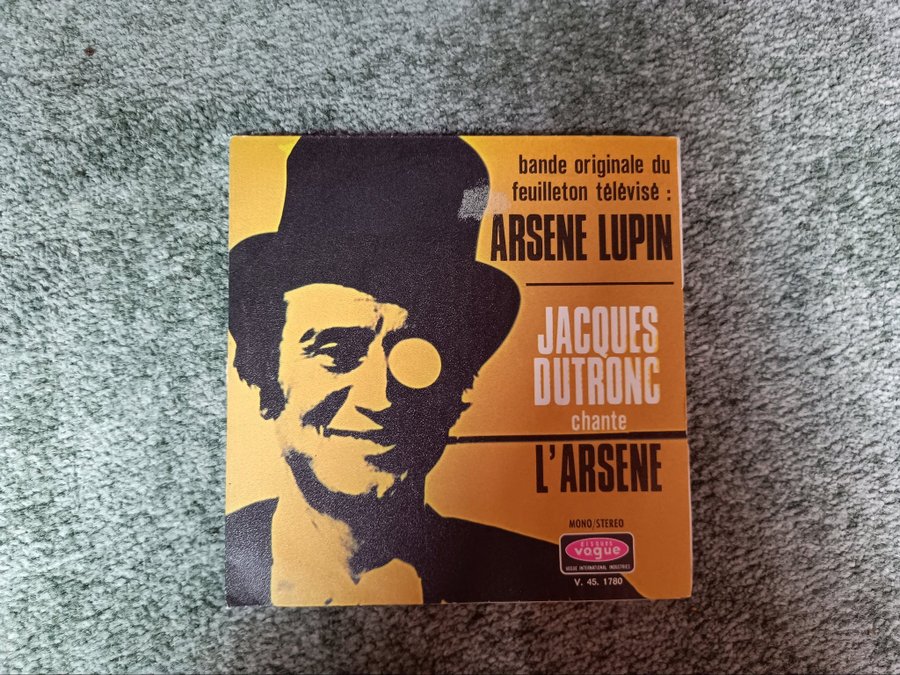 bande originale du
feuilleton télévisé :
ARSENE LUPIN
JACQUES
DUTRONC
chante
L'ARSENE
MONO/STEREO
DISQUES
vogue
VOGUE INTERNATIONAL INDUSTRIES
V. 45. 1780